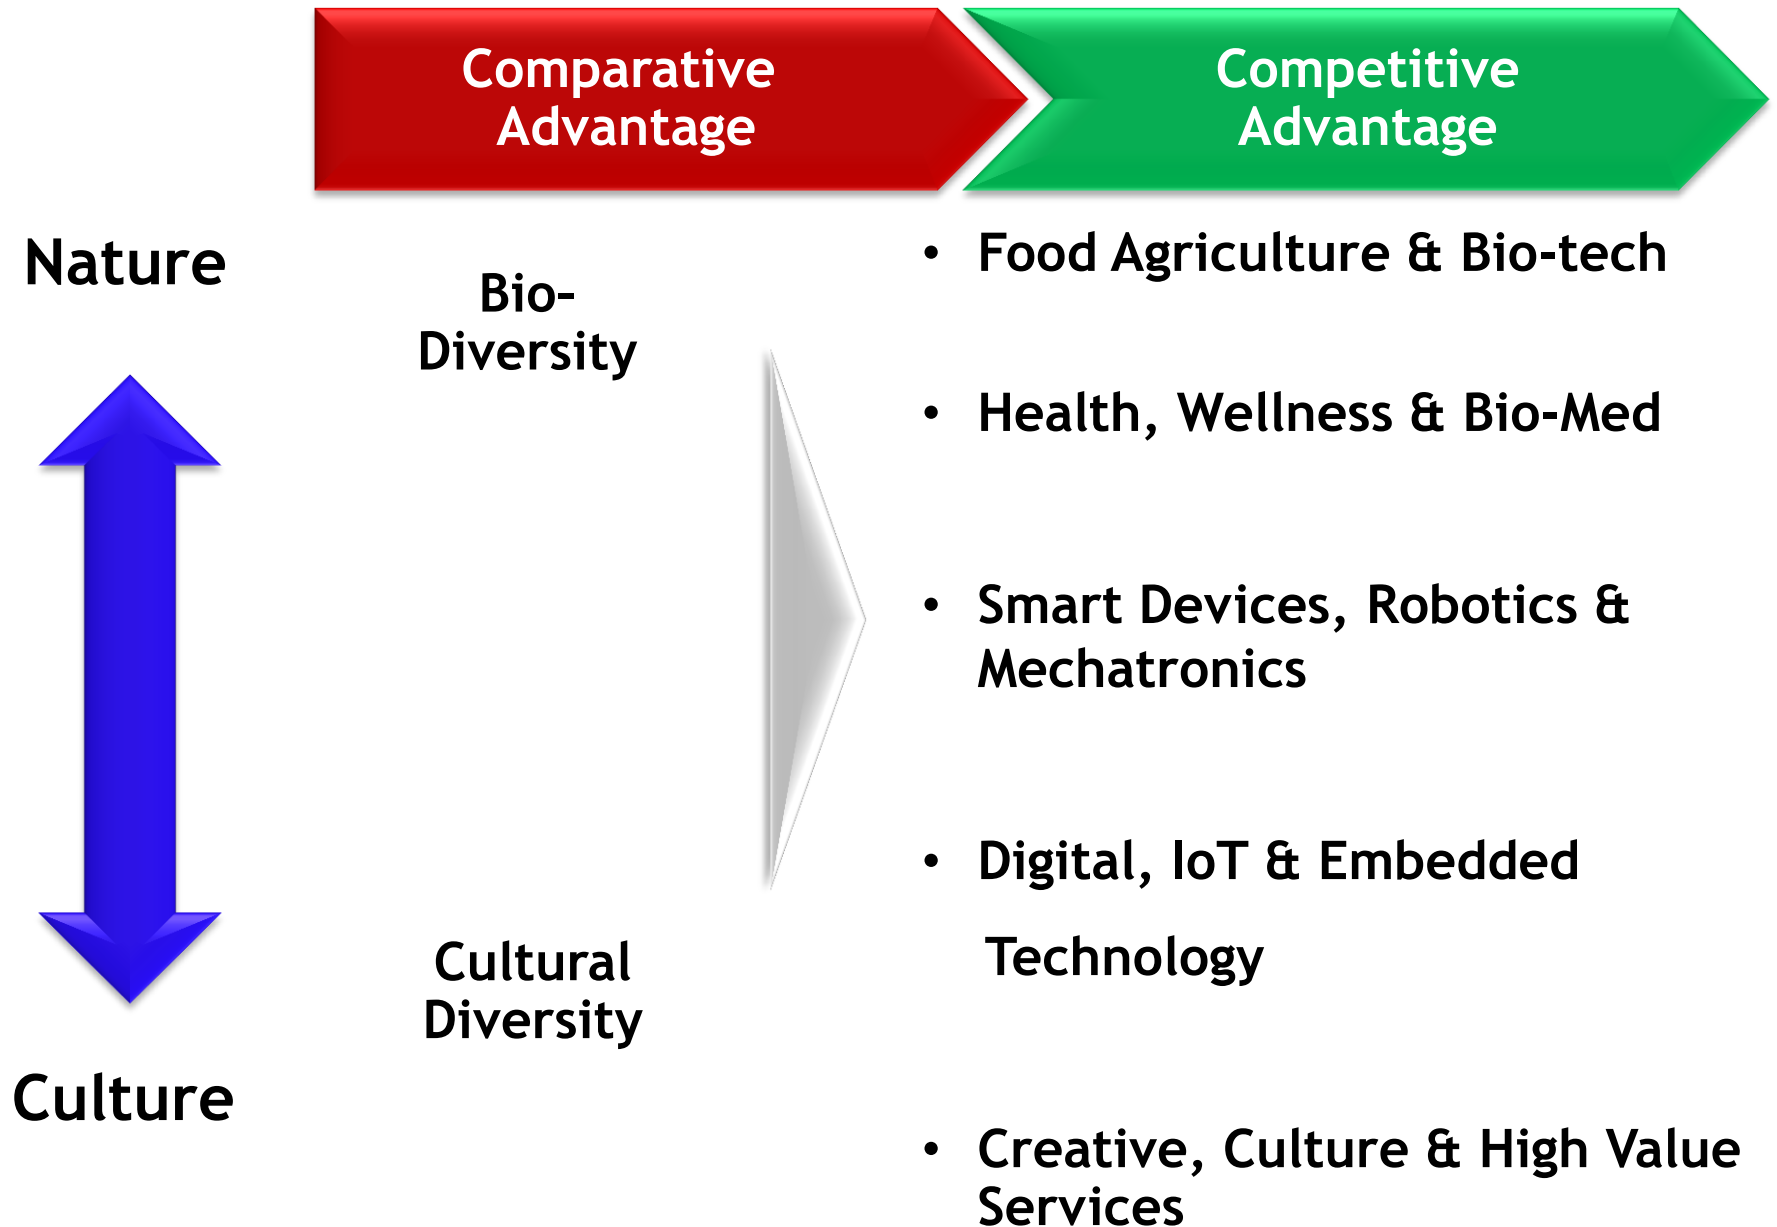 Comparative
Advantage
Competitive
Advantage
Nature
Bio-
Diversity
• Food Agriculture & Bio-tech
• Health, Wellness & Bio-Med
• Smart Devices, Robotics &
Mechatronics
• Digital, IoT & Embedded
Technology
Cultural
Diversity
Culture
• Creative, Culture & High Value
Services